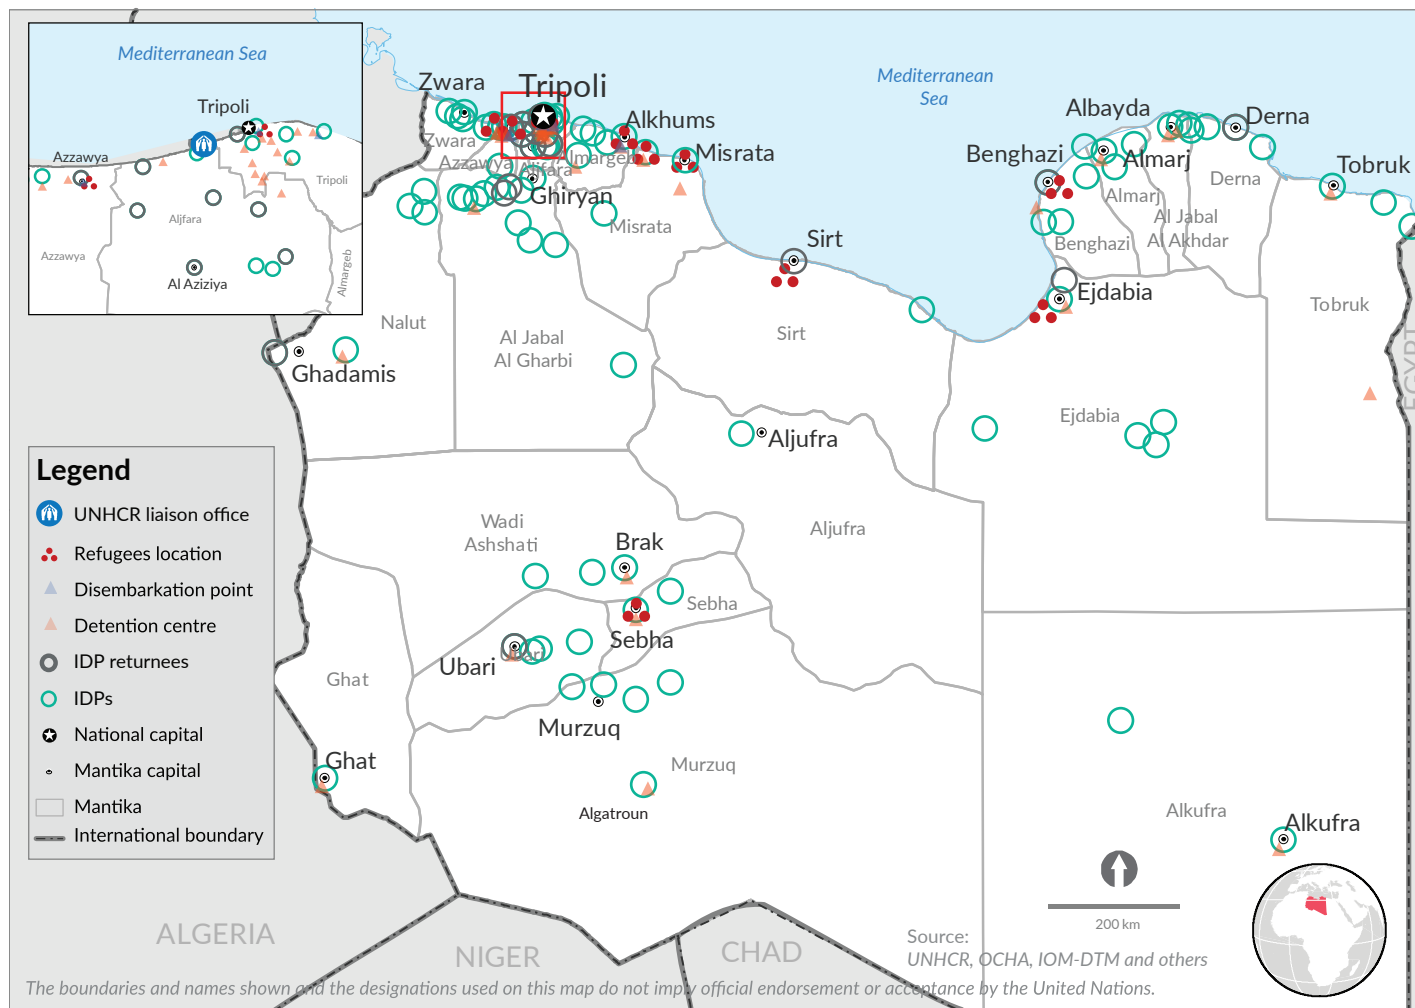 Mediterranean Sea
Tripoli
Azzawya
Tripoli
Aljfara
Azzawya
Almargeb
Al Aziziya
Mediterranean
Sea
Zwara
Tripoli
Alkhums
Misrata
Zwara
Azzawya
Almargeb
Aljfara
Ghiryan
Misrata
Albayda
Derna
Benghazi
Almarj
Tobruk
Derna
Almarj
Al Jabal
Al Akhdar
Benghazi
Sirt
Ejdabia
Nalut
Al Jabal
Al Gharbi
Sirt
Tobruk
EGYPT
Ghadamis
Ejdabia
Aljufra
Legend
UNHCR liaison office
Refugees location
Disembarkation point
Detention centre
IDP returnees
IDPs
National capital
Mantika capital
Mantika
International boundary
Wadi
Ashshati
Aljufra
Brak
Sebha
Sebha
Ubari
Ubari
Ghat
Murzuq
Ghat
Murzuq
Algatroun
Alkufra
Alkufra
200 km
ALGERIA
NIGER
CHAD
Source:
UNHCR, OCHA, IOM-DTM and others
The boundaries and names shown and the designations used on this map do not imply official endorsement or acceptance by the United Nations.